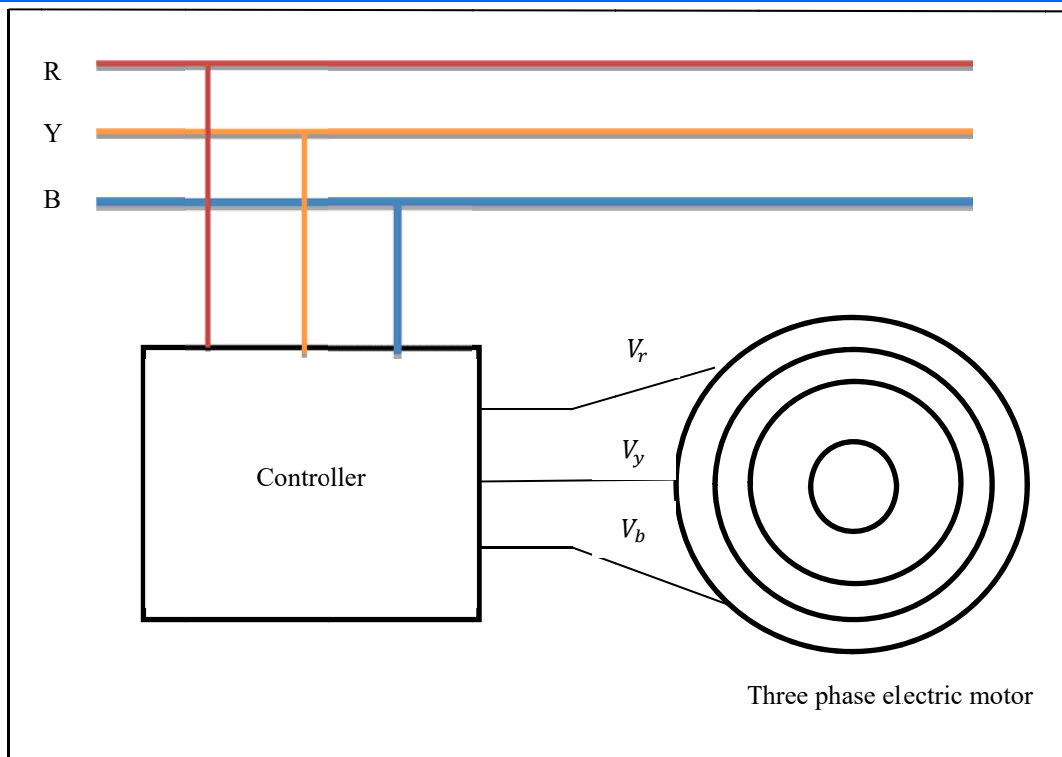 R
Y
B
V_r
Controller
V_y
V_b
Three phase electric motor